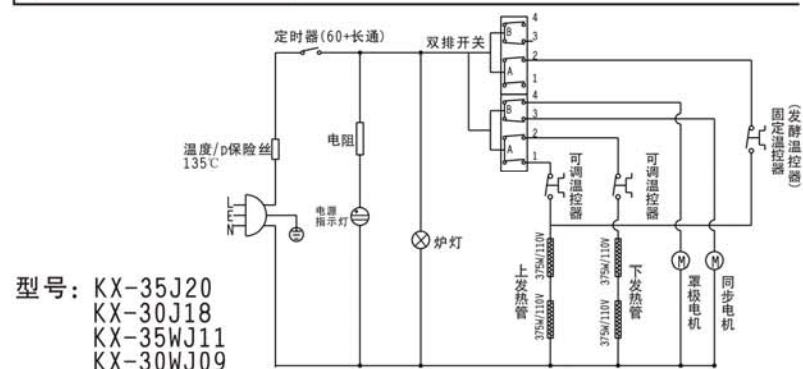 定时器(60+长通)
双排开关
4
B
3
2
A
1
4
B
3
2
A
1
温度/p保险丝
135℃
电阻
电源
指示灯
L
E
N
炉灯
可调温控器
可调温控器
固定温控器
(发酵温控器)
上发热管
375W/110V
375W/110V
375W/110V
375W/110V
下发热管
M
罩极电机
M
同步电机
型号: KX-35J20
KX-30J18
KX-35WJ11
KX-30WJ09